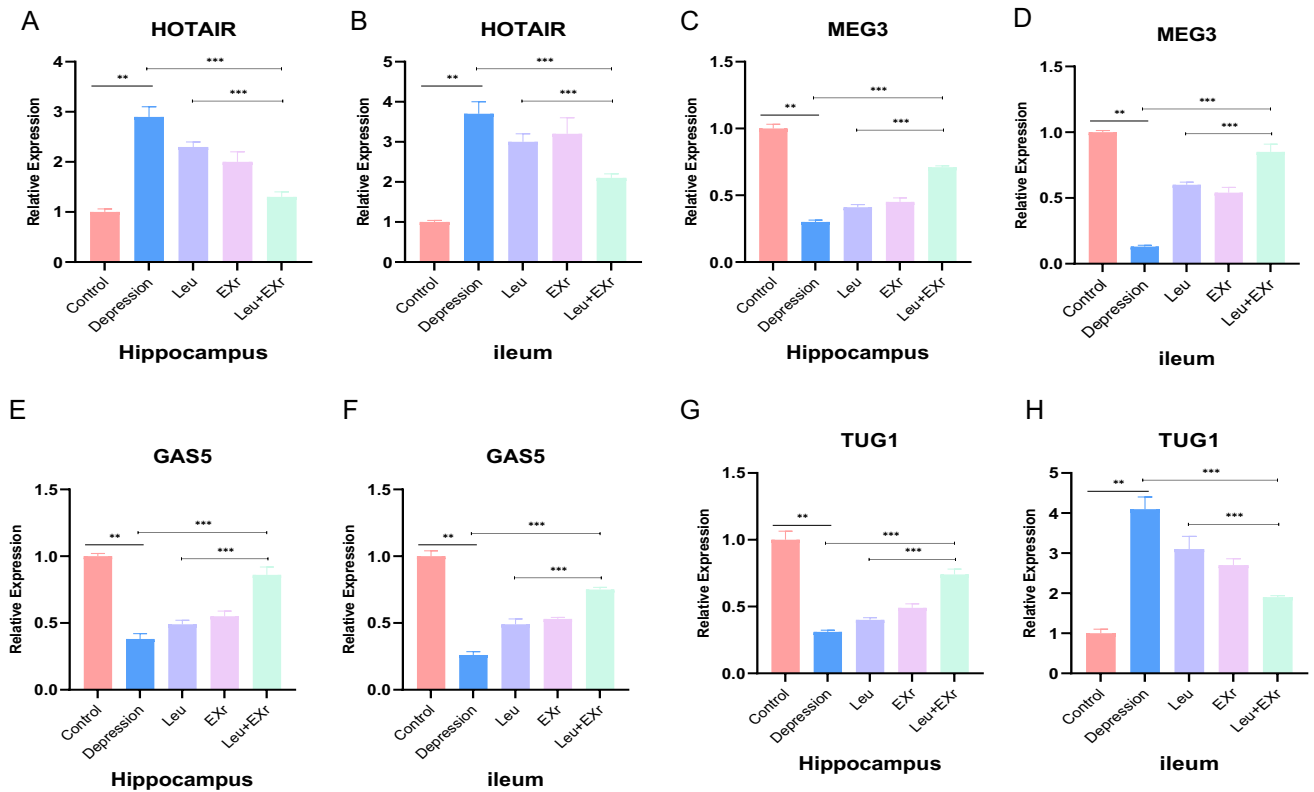 A
HOTAIR
Relative Expression
4
3
2
1
0
**
***
***
Control
Depression
Leu
EXr
Leu+EXr
Hippocampus
B
HOTAIR
Relative Expression
5
4
3
2
1
0
**
***
***
Control
Depression
Leu
EXr
Leu+EXr
ileum
C
MEG3
Relative Expression
1.5
1.0
0.5
0.0
**
***
***
Control
Depression
Leu
EXr
Leu+EXr
Hippocampus
D
MEG3
Relative Expression
1.5
1.0
0.5
0.0
**
***
***
Control
Depression
Leu
EXr
Leu+EXr
ileum
E
GAS5
Relative Expression
1.5
1.0
0.5
0.0
**
***
***
Control
Depression
Leu
EXr
Leu+EXr
Hippocampus
F
GAS5
Relative Expression
1.5
1.0
0.5
0.0
**
***
***
Control
Depression
Leu
EXr
Leu+EXr
ileum
G
TUG1
Relative Expression
1.5
1.0
0.5
0.0
**
***
***
Control
Depression
Leu
EXr
Leu+EXr
Hippocampus
H
TUG1
Relative Expression
5
4
3
2
1
0
**
***
***
Control
Depression
Leu
EXr
Leu+EXr
ileum